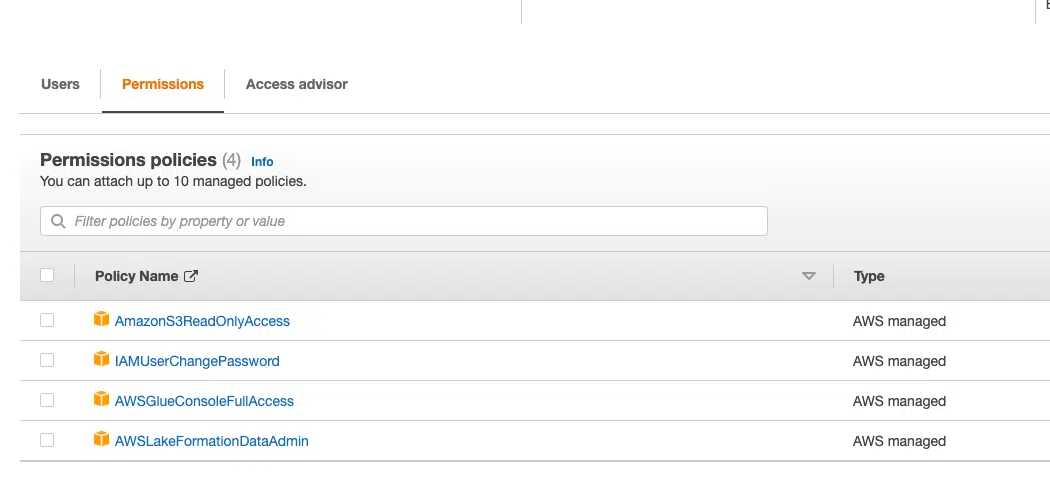 Users Permissions Access advisor
Permissions policies (4) Info
You can attach up to 10 managed policies.
Filter policies by property or value
Policy Name Type
AmazonS3ReadOnlyAccess AWS managed
IAMUserChangePassword AWS managed
AWSGlueConsoleFullAccess AWS managed
AWSLakeFormationDataAdmin AWS managed